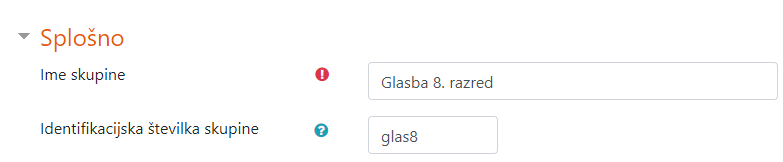 Splošno
Ime skupine
Glasba 8. razred
Identifikacijska številka skupine
glas8